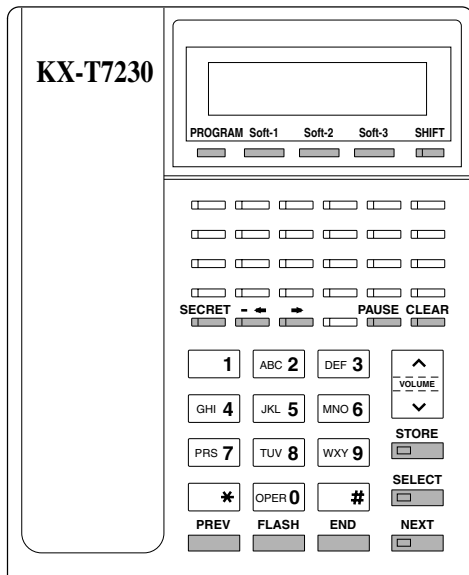 KX-T7230
PROGRAM Soft-1 Soft-2 Soft-3 SHIFT
SECRET - ← → PAUSE CLEAR
1 ABC 2 DEF 3
VOLUME
GHI 4 JKL 5 MNO 6
STORE
PRS 7 TUV 8 WXY 9
SELECT
* OPER 0 #
PREV FLASH END NEXT